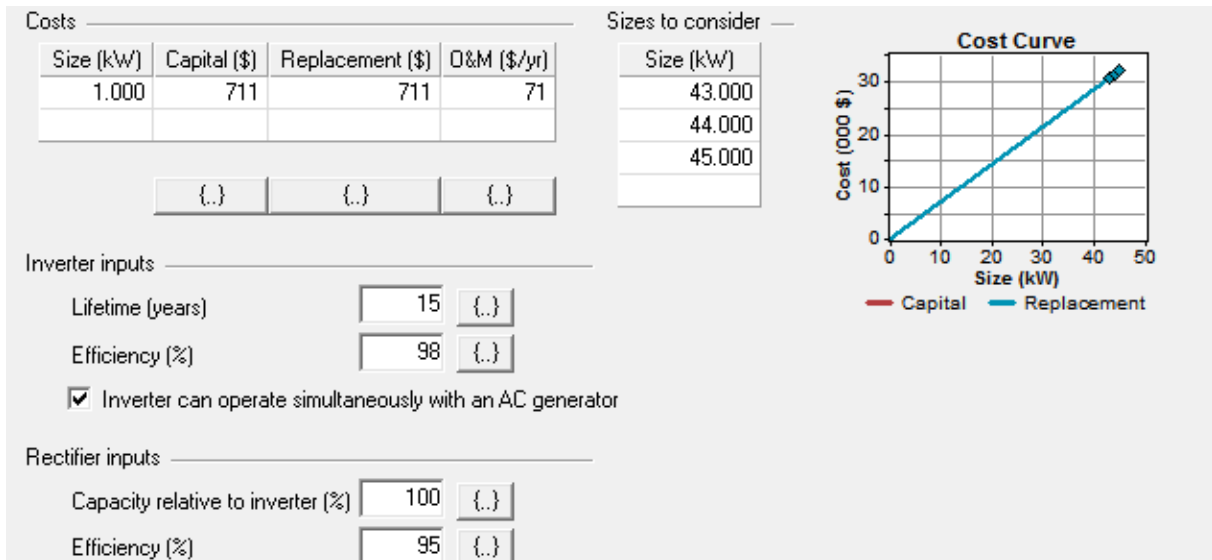 Costs
Size (kW) Capital ($) Replacement ($) O&M ($/yr)
1.000 711 711 71
{..} {..} {..}
Sizes to consider
Size (kW)
43.000
44.000
45.000
Cost Curve
Cost (000 $)
30
20
10
0
0 10 20 30 40 50
Size (kW)
Capital Replacement
Inverter inputs
Lifetime (years) 15 {..}
Efficiency (%) 98 {..}
Inverter can operate simultaneously with an AC generator
Rectifier inputs
Capacity relative to inverter (%) 100 {..}
Efficiency (%) 95 {..}